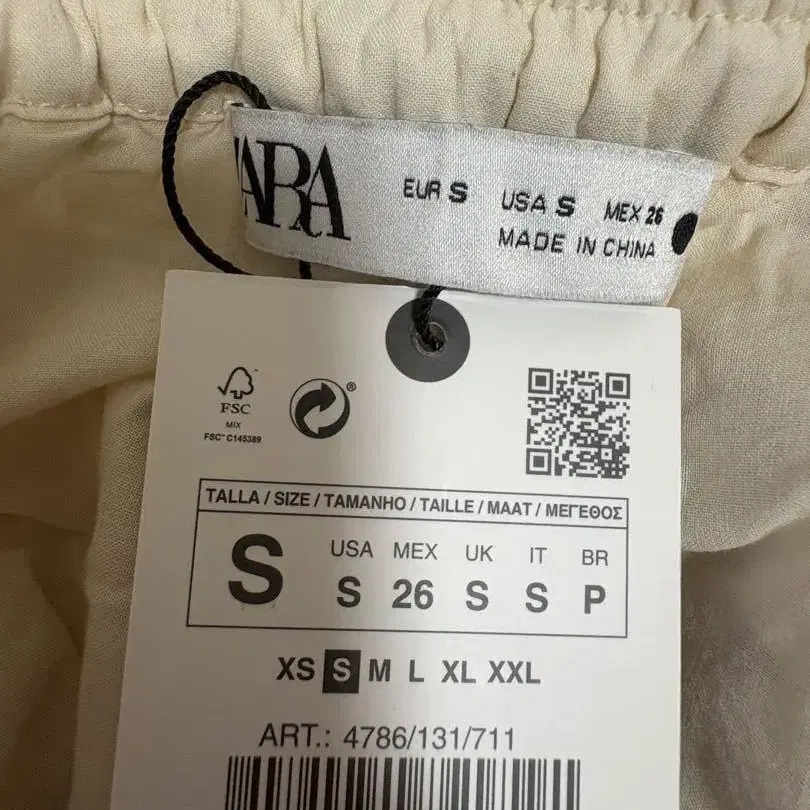 ZARA
EUR S USA S MEX 26
MADE IN CHINA
FSC
MIX
FSC™ C145389
®
TALLA / SIZE / TAMANHO / TAILLE / MAAT / ΜΕΓΕΘΟΣ
USA MEX UK IT BR
S S 26 S S P
XS S M L XL XXL
ART.: 4786/131/711